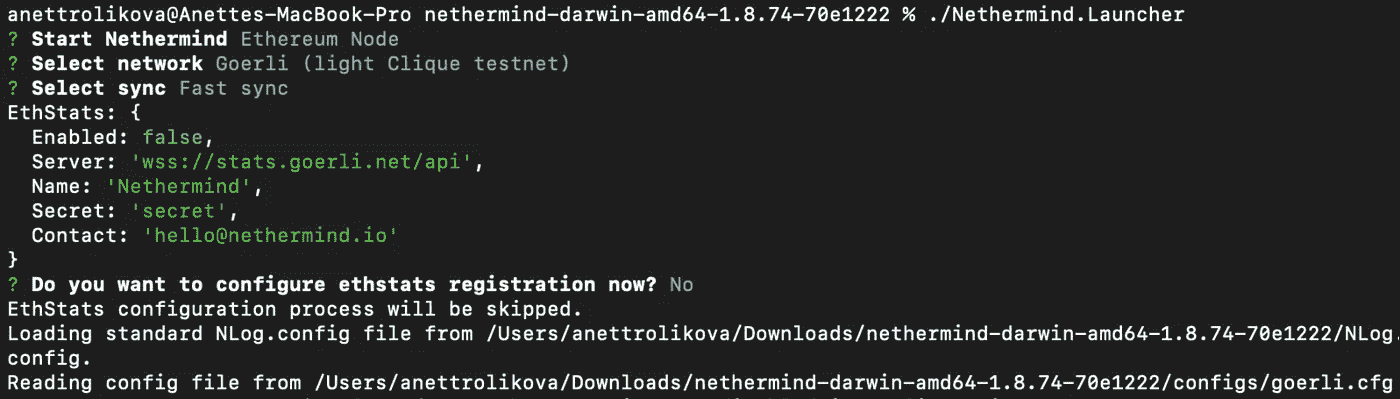 anettrolikova@Anettes-MacBook-Pro nethermind-darwin-amd64-1.8.74-70e1222 % ./Nethermind.Launcher
? Start Nethermind Ethereum Node
? Select network Goerli (light Clique testnet)
? Select sync Fast sync
EthStats: {
  Enabled: false,
  Server: 'wss://stats.goerli.net/api',
  Name: 'Nethermind',
  Secret: 'secret',
  Contact: 'hello@nethermind.io'
}
? Do you want to configure ethstats registration now? No
EthStats configuration process will be skipped.
Loading standard NLog.config file from /Users/anettrolikova/Downloads/nethermind-darwin-amd64-1.8.74-70e1222/NLog.
config.
Reading config file from /Users/anettrolikova/Downloads/nethermind-darwin-amd64-1.8.74-70e1222/configs/goerli.cfg